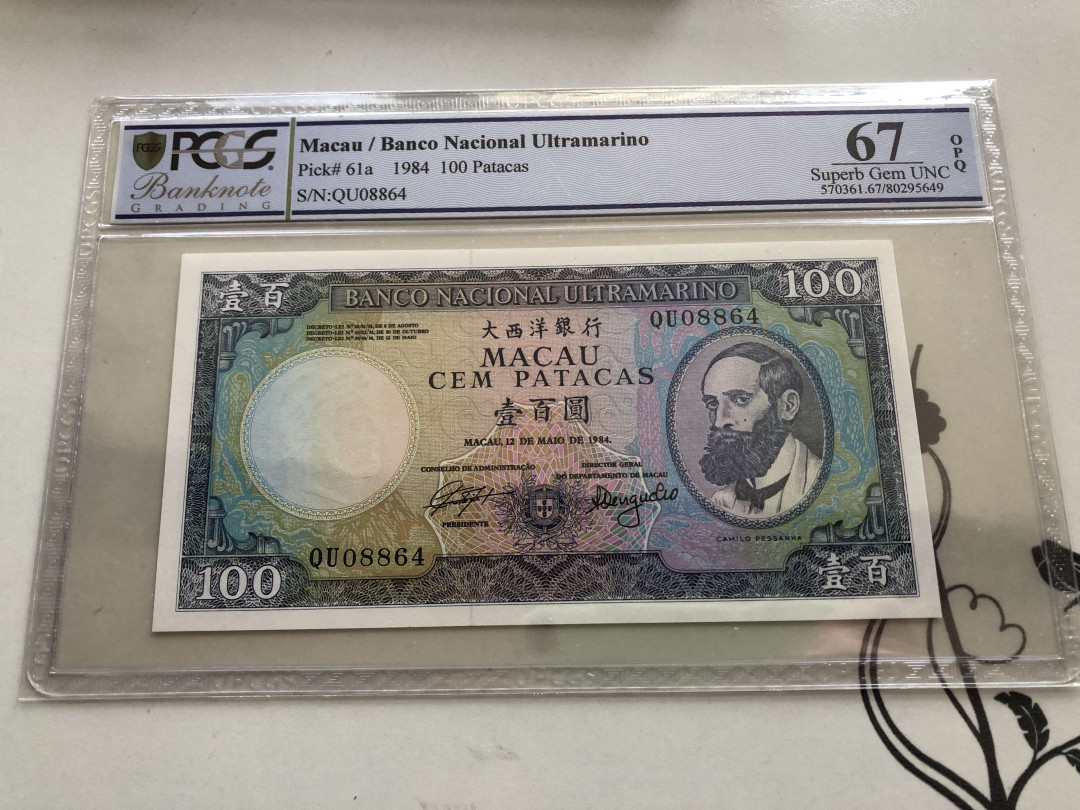 PCGS
PCGS
Banknote
GRADING
Macau / Banco Nacional Ultramarino
Pick# 61a 1984 100 Patacas
S/N:QU08864
67
Superb Gem UNC
570361.67/80295649
OPQ
壹百
BANCO NACIONAL ULTRAMARINO
100
大西洋銀行
QU08864
MACAU
CEM PATACAS
壹百圓
MACAU, 12 DE MAIO DE 1984.
CONSELHO DE ADMINISTRAÇÃO
DIRECTOR GERAL
DO DEPARTAMENTO DE MACAU
PRESIDENTE
CAMILO PESSANHA
QU08864
100
壹百